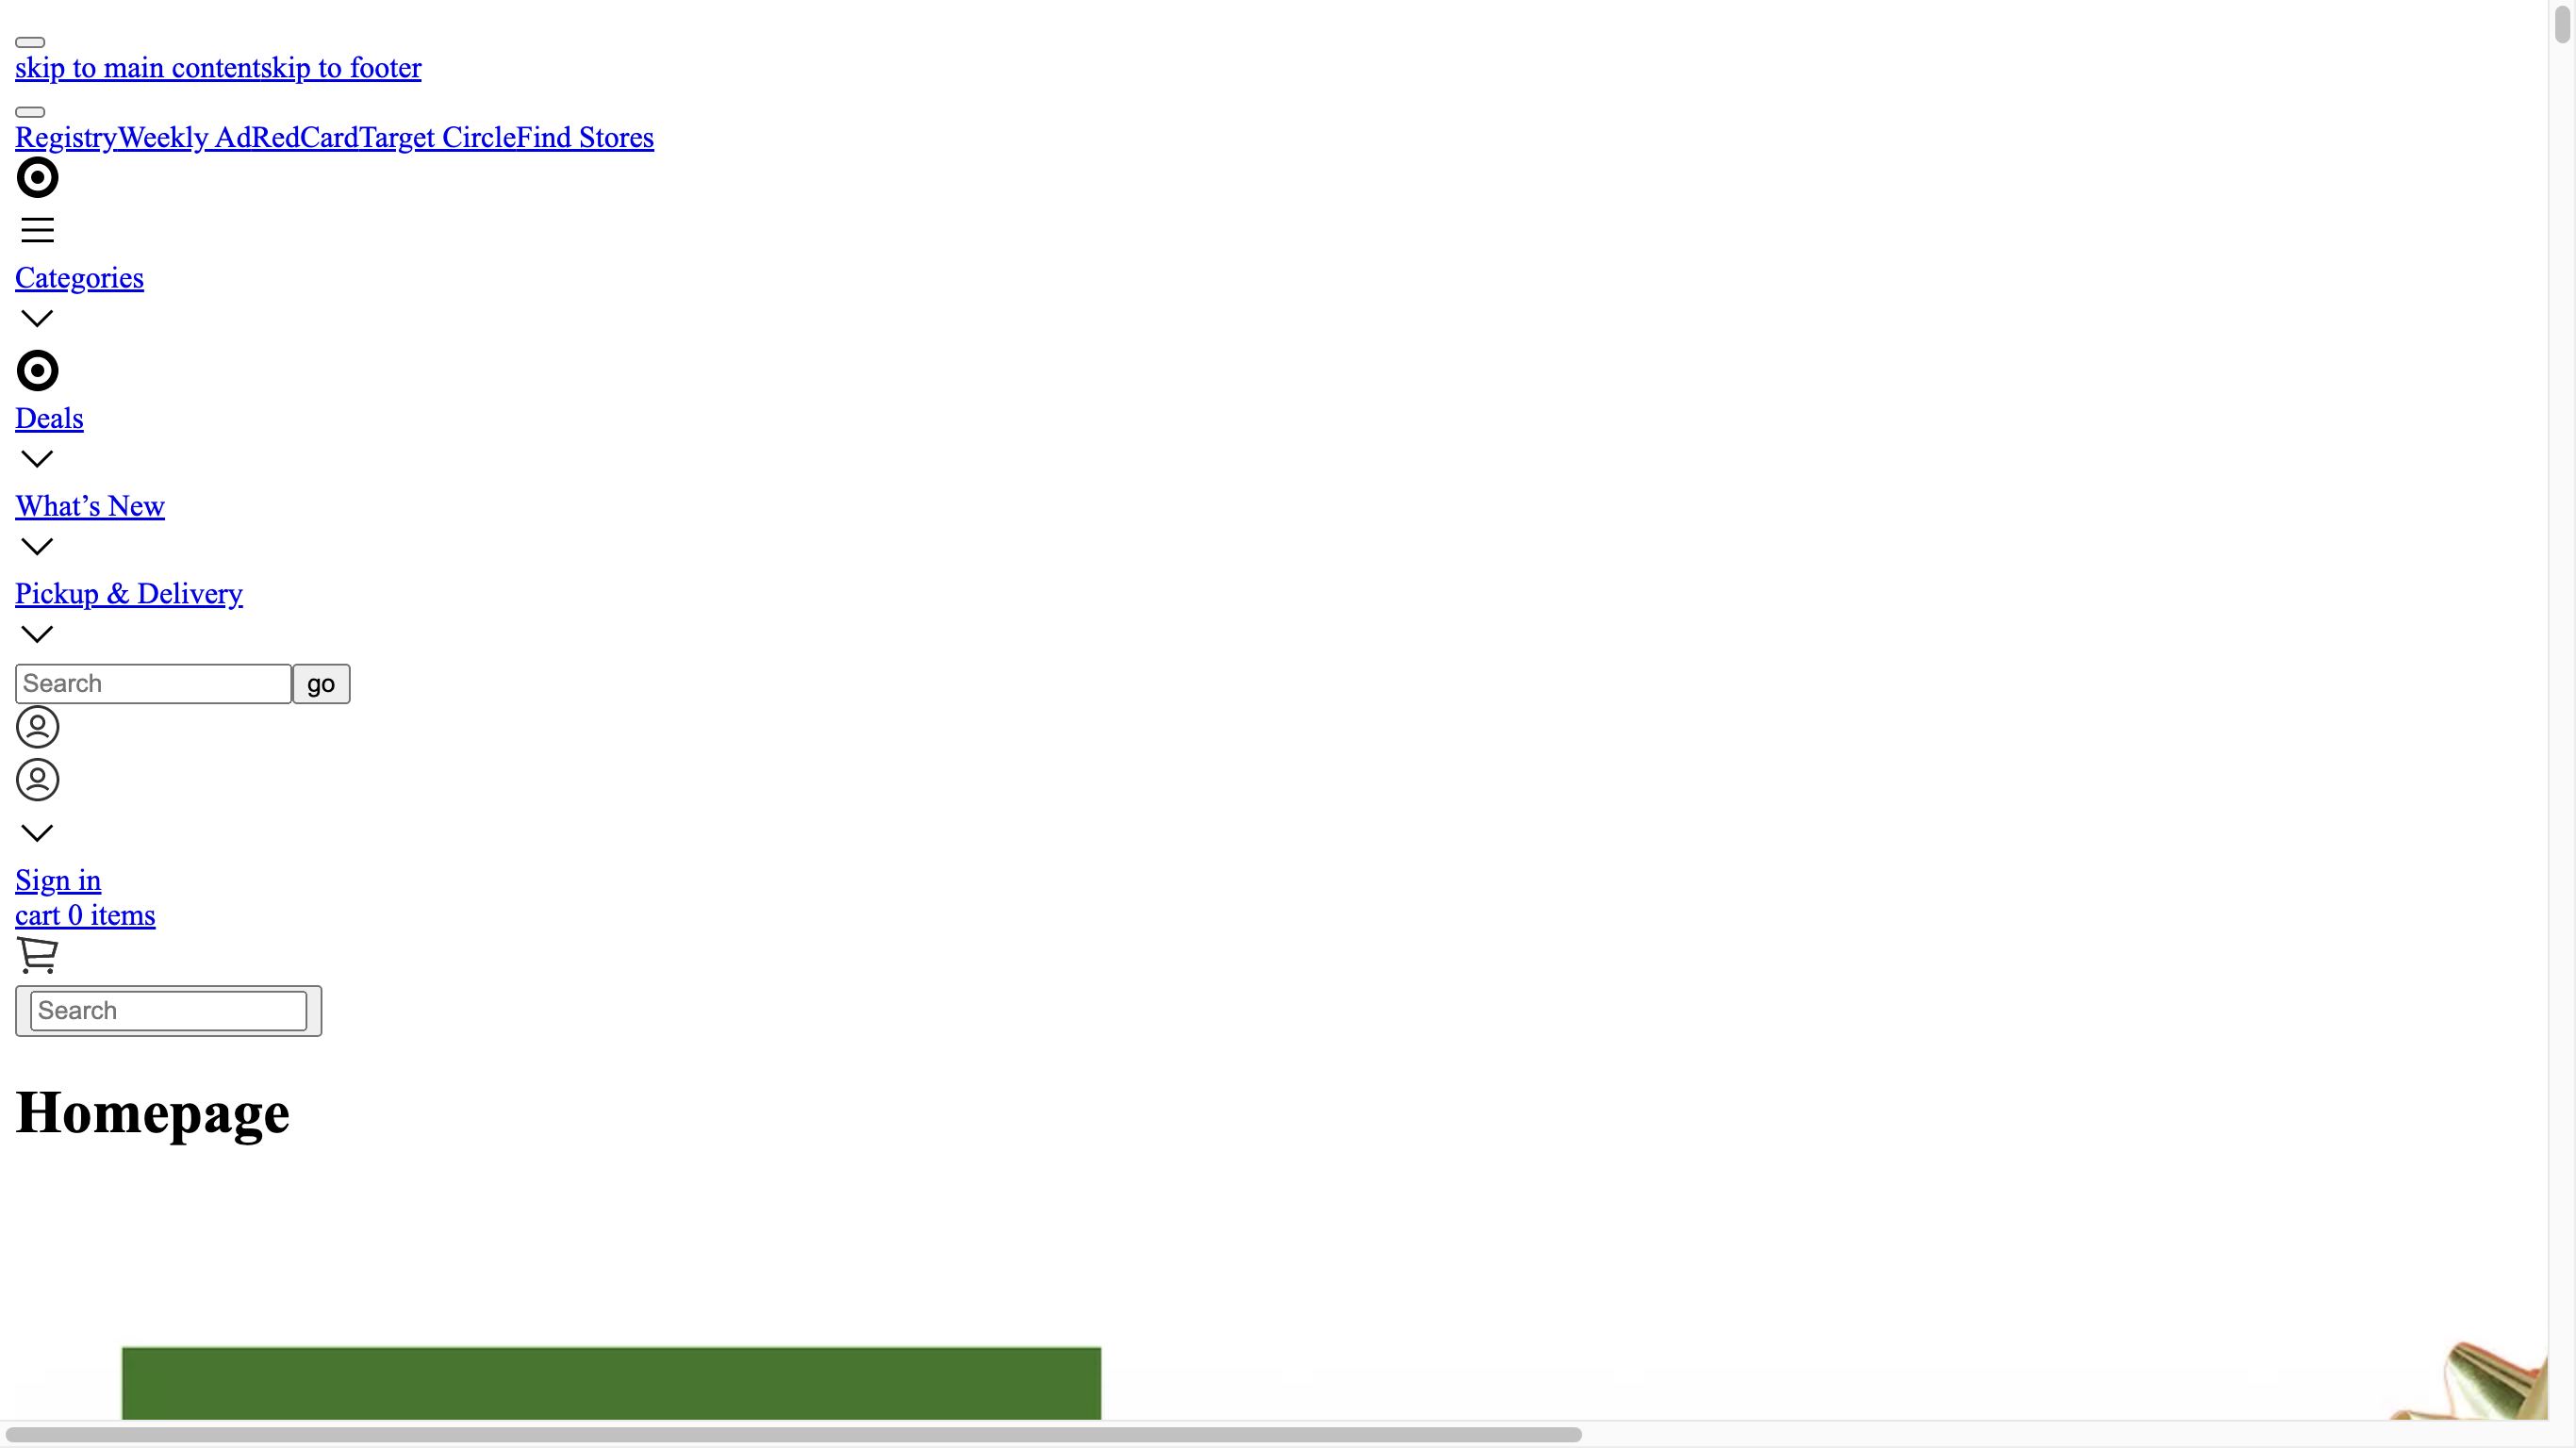 skip to main contentskip to footer
RegistryWeekly AdRedCardTarget CircleFind Stores
Categories
Deals
What’s New
Pickup & Delivery
Search go
Sign in
cart 0 items
Search
Homepage